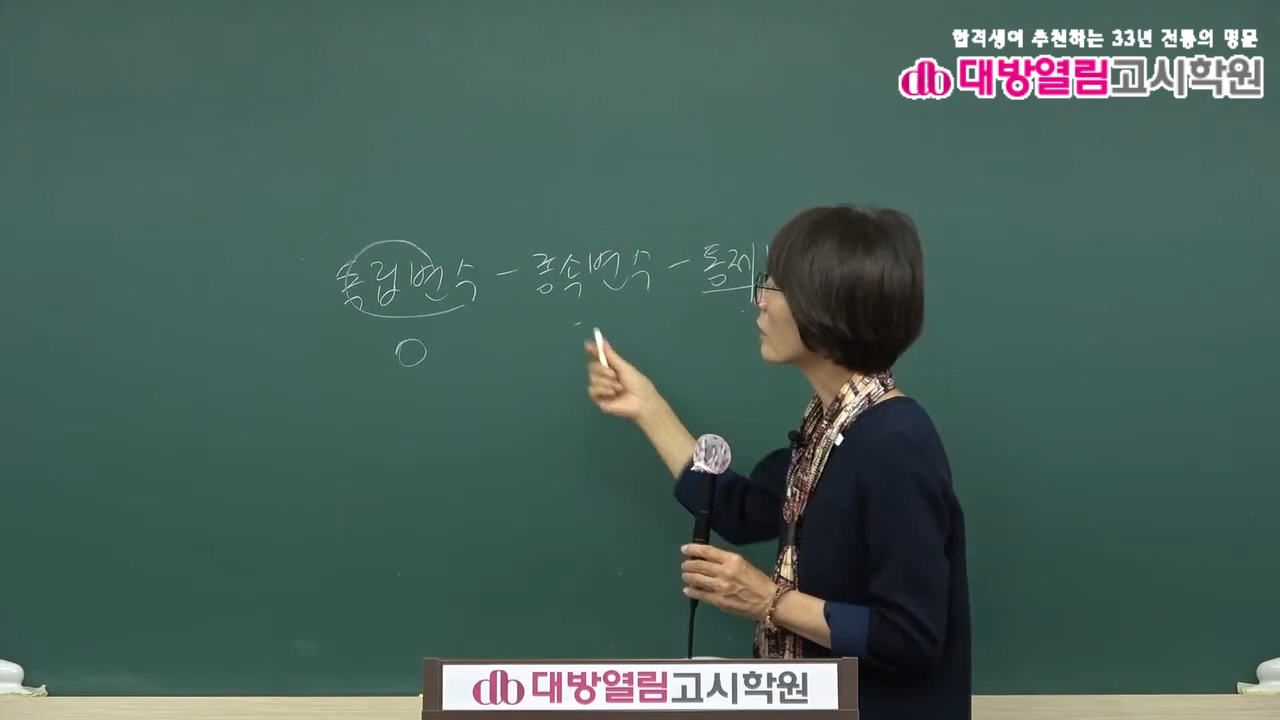 합격생이 추천하는 33년 전통의 명문
대방열림고시학원
독립변수 - 종속변수 - 통제
대방열림고시학원